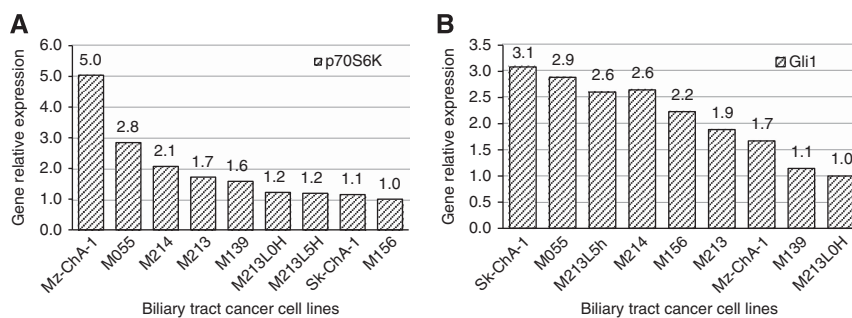 A
Gene relative expression
6.0
5.0
4.0
3.0
2.0
1.0
0.0
p70S6K
5.0
2.8
2.1
1.7
1.6
1.2
1.2
1.1
1.0
Mz-ChA-1
M055
M214
M213
M139
M213L0H
M213L5H
Sk-ChA-1
M156
Biliary tract cancer cell lines
B
Gene relative expression
3.5
3.0
2.5
2.0
1.5
1.0
0.5
0.0
Gli1
3.1
2.9
2.6
2.6
2.2
1.9
1.7
1.1
1.0
Sk-ChA-1
M055
M213L5h
M214
M156
M213
Mz-ChA-1
M139
M213L0H
Biliary tract cancer cell lines